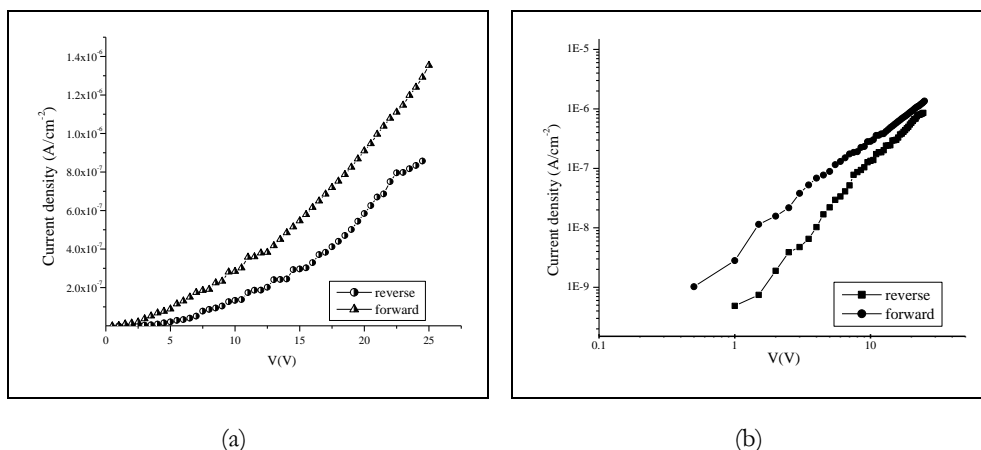 1.4x10⁻⁶
1.2x10⁻⁶
1.0x10⁻⁶
8.0x10⁻⁷
6.0x10⁻⁷
4.0x10⁻⁷
2.0x10⁻⁷
Current density (A/cm⁻²)
0 5 10 15 20 25
V(V)
reverse
forward
(a)
1E-5
1E-6
1E-7
1E-8
1E-9
Current density (A/cm⁻²)
0.1 1 10
V(V)
reverse
forward
(b)